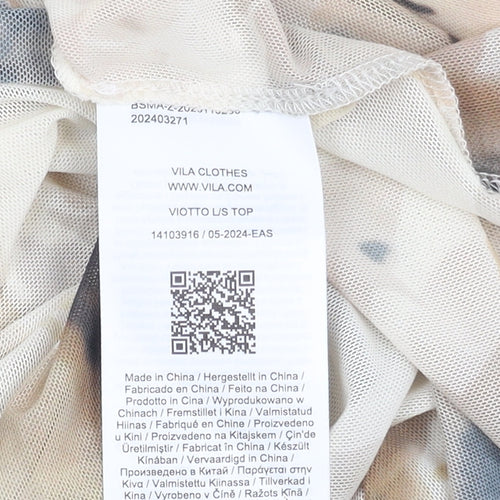 202403271
VILA CLOTHES
WWW.VILA.COM
VIOTTO L/S TOP
14103916 / 05-2024-EAS
Made in China / Hergestellt in China /
Fabricado en China / Feito na China /
Prodotto in Cina / Wyprodukowano w
Chinach / Fremstillet i Kina / Valmistatud
Hiinas / Fabriqué en Chine / Proizvedeno
u Kini / Proizvedeno na Kitajskem / Çin'de
Üretilmiştir / Fabricat în China / Készült
Kínában / Vervaardigd in China /
Произведено в Китай / Παράγεται στην
Kίνα / Valmistettu Kiinassa / Tillverkad i
Kina / Vyrobeno v Číně / Ražots Ķīnā /